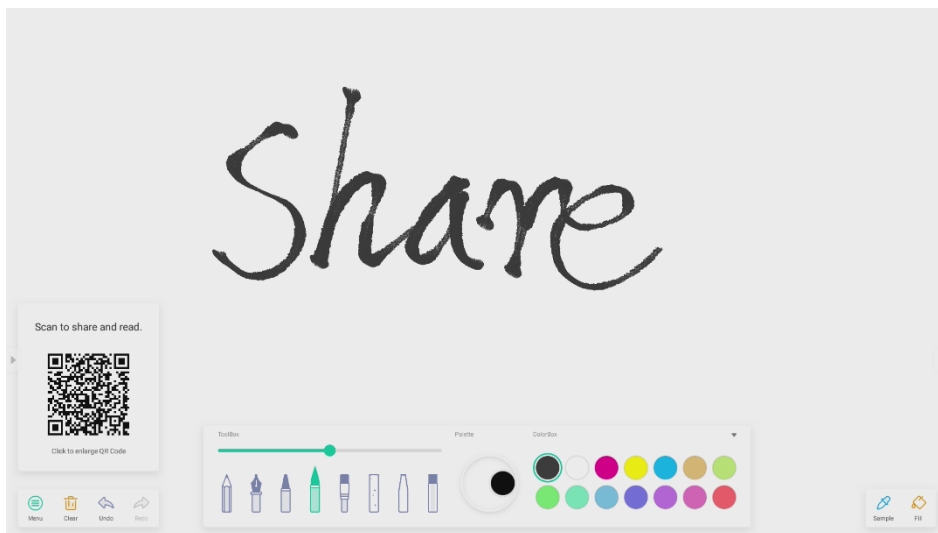 Share
Scan to share and read.
Click to enlarge QR Code
ToolBox
Palette
ColorBox
Menu
Clear
Undo
Redo
Sample
Fill